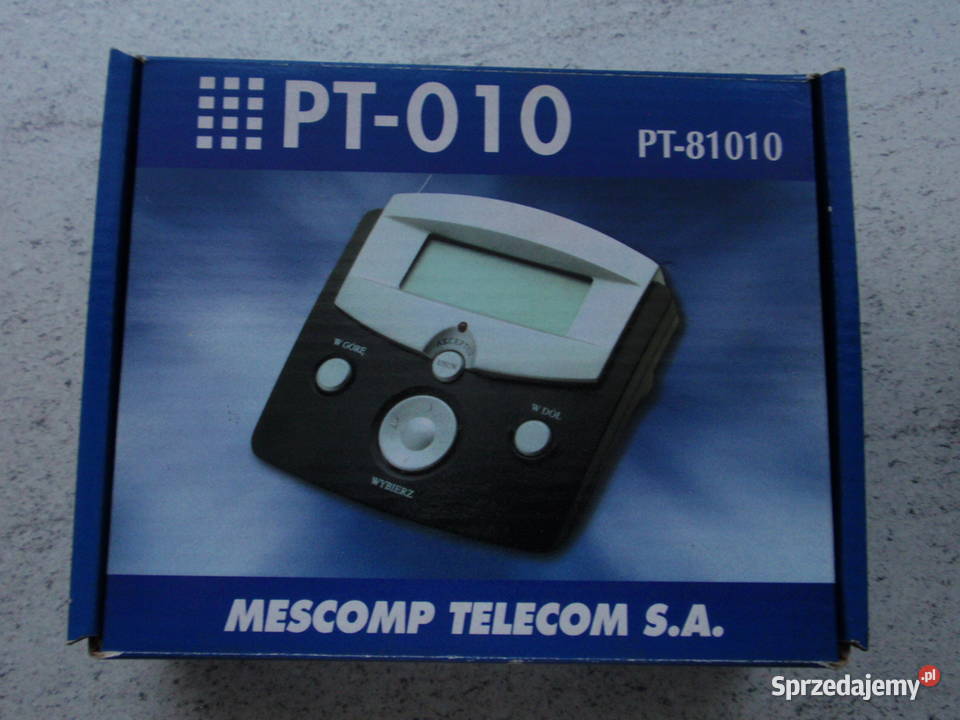 PT-010
PT-81010
W GÓRĘ
W DÓŁ
WYBIERZ
MESCOMP TELECOM S.A.
Sprzedajemy.pl